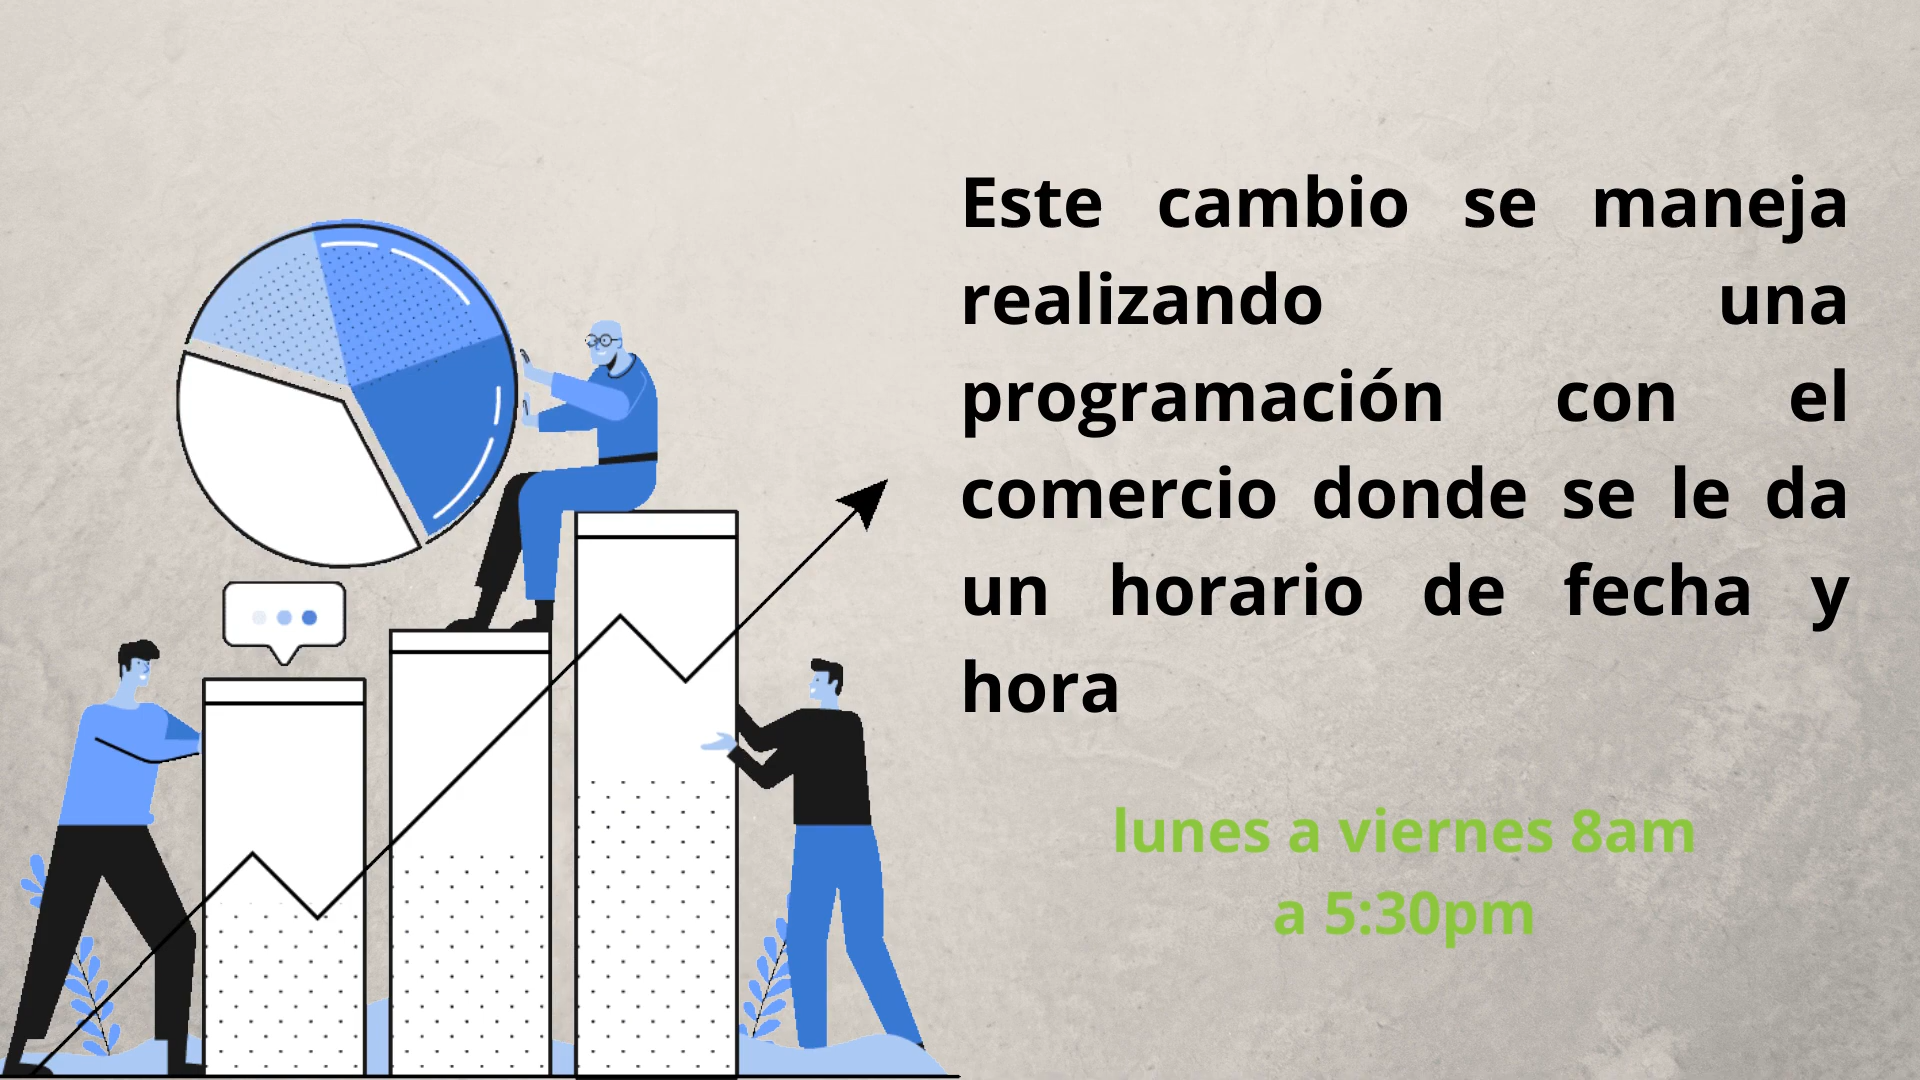 Este cambio se maneja
realizando una
programación con el
comercio donde se le da
un horario de fecha y
hora
lunes a viernes 8am
a 5:30pm